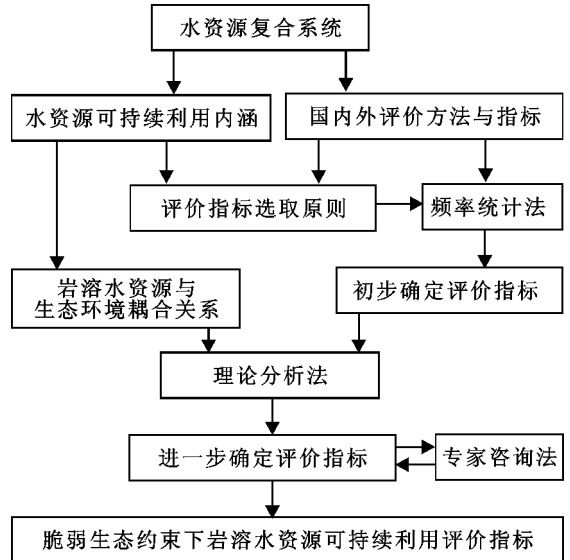 水资源复合系统
水资源可持续利用内涵
国内外评价方法与指标
评价指标选取原则
频率统计法
岩溶水资源与
生态环境耦合关系
初步确定评价指标
理论分析法
进一步确定评价指标
专家咨询法
脆弱生态约束下岩溶水资源可持续利用评价指标